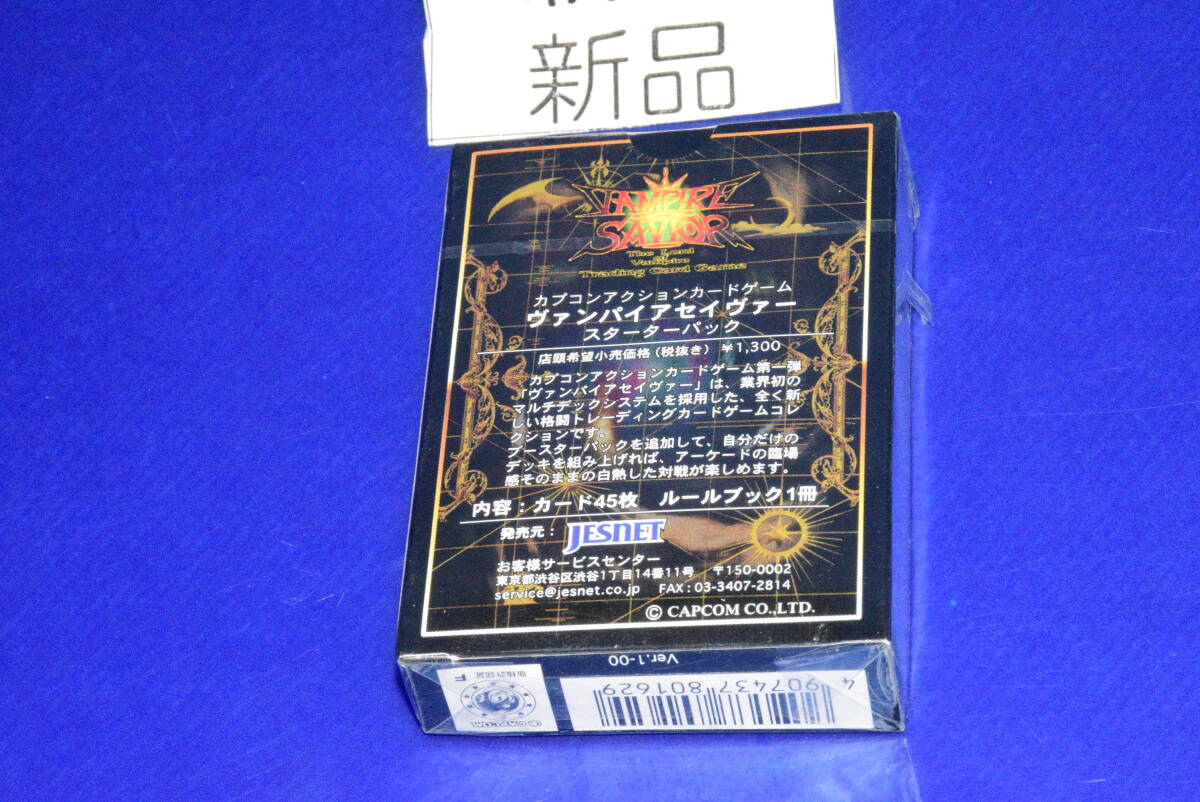 新品
VAMPIRE
SAVIOR
The Lord
of
Vampire
Trading Card Game
カプコンアクションカードゲーム
ヴァンパイアセイヴァー
スターターパック
店頭希望小売価格(税抜き) ¥1,300
カプコンアクションカードゲーム第一弾
「ヴァンパイアセイヴァー」は、業界初の
マルチデックシステムを採用した、全く新
しい格闘トレーディングカードゲームコレ
クションです。
ブースターパックを追加して、自分だけの
デッキを組み上げれば、アーケードの臨場
感そのままの白熱した対戦が楽しめます。
内容:カード45枚 ルールブック1冊
発売元: JESNET
お客様サービスセンター
東京都渋谷区渋谷1丁目14番11号 〒150-0002
service@jesnet.co.jp FAX:03-3407-2814
© CAPCOM CO.,LTD.
Ver.1-00
4907437801629
©CAPCOM
版権許諾証 F